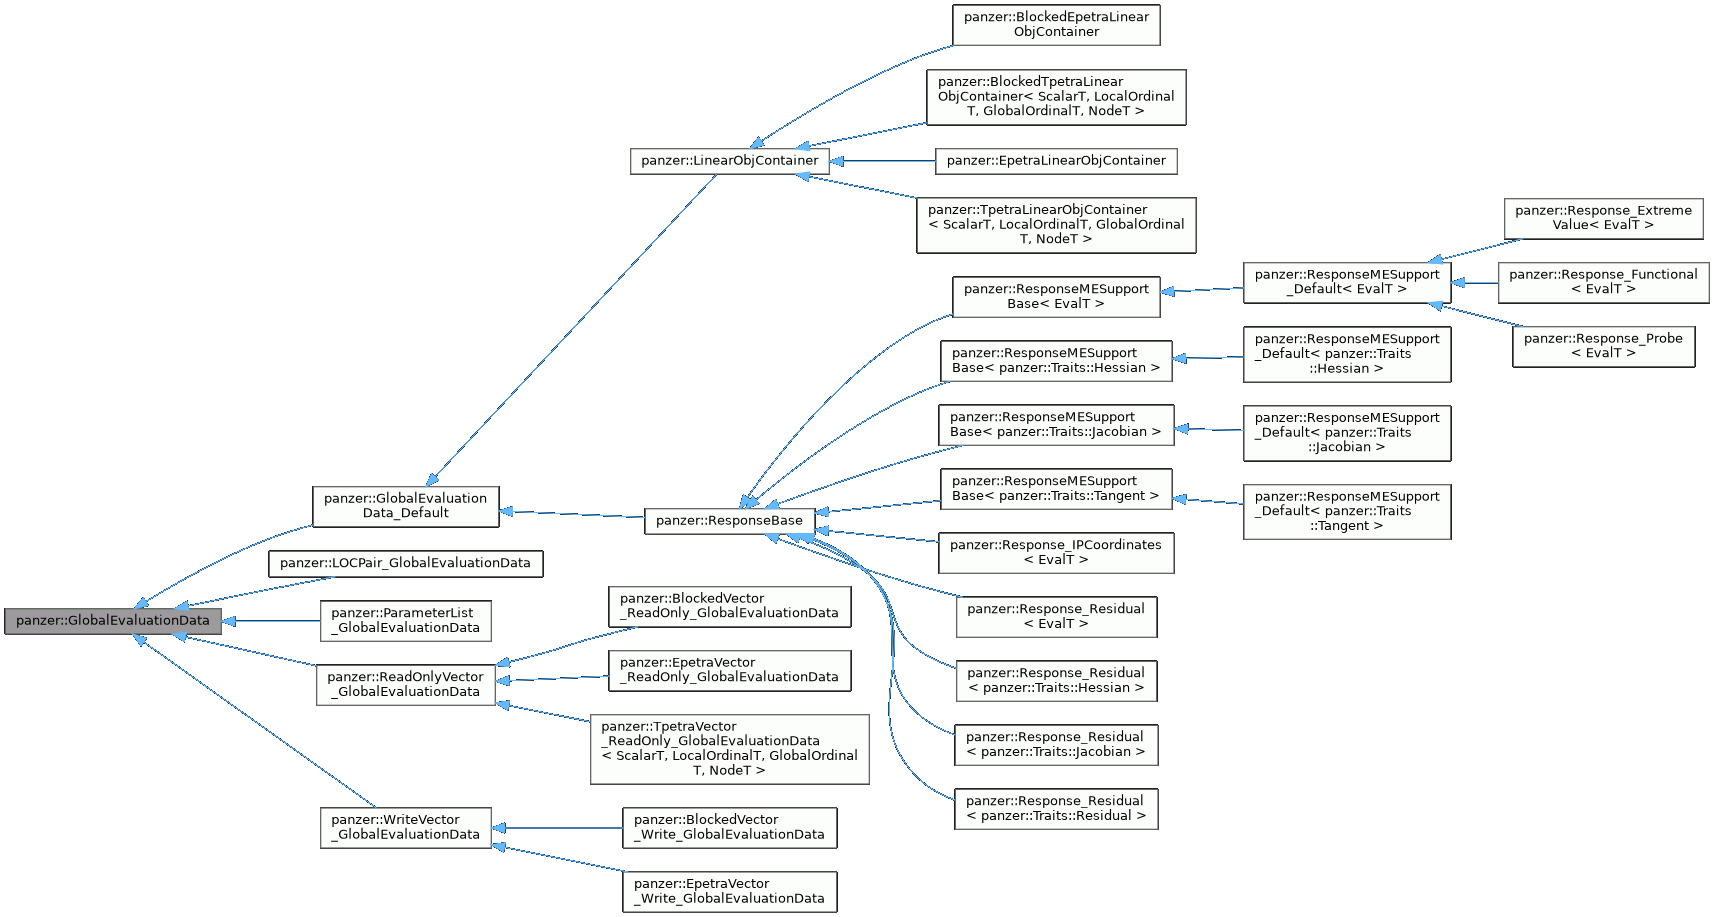 panzer::BlockedEpetraLinear
ObjContainer
panzer::BlockedTpetraLinear
ObjContainer< ScalarT, LocalOrdinal
T, GlobalOrdinalT, NodeT >
panzer::LinearObjContainer
panzer::EpetraLinearObjContainer
panzer::TpetraLinearObjContainer
< ScalarT, LocalOrdinalT, GlobalOrdinal
T, NodeT >
panzer::Response_Extreme
Value< EvalT >
panzer::ResponseMESupport
Base< EvalT >
panzer::ResponseMESupport
_Default< EvalT >
panzer::Response_Functional
< EvalT >
panzer::Response_Probe
< EvalT >
panzer::ResponseMESupport
Base< panzer::Traits::Hessian >
panzer::ResponseMESupport
_Default< panzer::Traits
::Hessian >
panzer::ResponseMESupport
Base< panzer::Traits::Jacobian >
panzer::ResponseMESupport
_Default< panzer::Traits
::Jacobian >
panzer::ResponseMESupport
Base< panzer::Traits::Tangent >
panzer::ResponseMESupport
_Default< panzer::Traits
::Tangent >
panzer::GlobalEvaluation
Data_Default
panzer::ResponseBase
panzer::Response_IPCoordinates
< EvalT >
panzer::LOCPair_GlobalEvaluationData
panzer::GlobalEvaluationData
panzer::ParameterList
_GlobalEvaluationData
panzer::BlockedVector
_ReadOnly_GlobalEvaluationData
panzer::Response_Residual
< EvalT >
panzer::ReadOnlyVector
_GlobalEvaluationData
panzer::EpetraVector
_ReadOnly_GlobalEvaluationData
panzer::Response_Residual
< panzer::Traits::Hessian >
panzer::TpetraVector
_ReadOnly_GlobalEvaluationData
< ScalarT, LocalOrdinalT, GlobalOrdinal
T, NodeT >
panzer::Response_Residual
< panzer::Traits::Jacobian >
panzer::Response_Residual
< panzer::Traits::Residual >
panzer::WriteVector
_GlobalEvaluationData
panzer::BlockedVector
_Write_GlobalEvaluationData
panzer::EpetraVector
_Write_GlobalEvaluationData